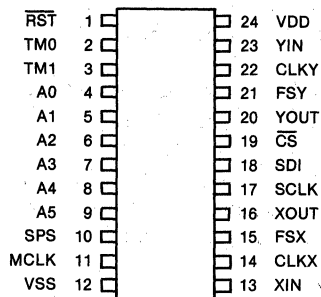 R̅S̅T̅ 1 24 VDD
TM0 2 23 YIN
TM1 3 22 CLKY
A0 4 21 FSY
A1 5 20 YOUT
A2 6 19 C̅S̅
A3 7 18 SDI
A4 8 17 SCLK
A5 9 16 XOUT
SPS 10 15 FSX
MCLK 11 14 CLKX
VSS 12 13 XIN